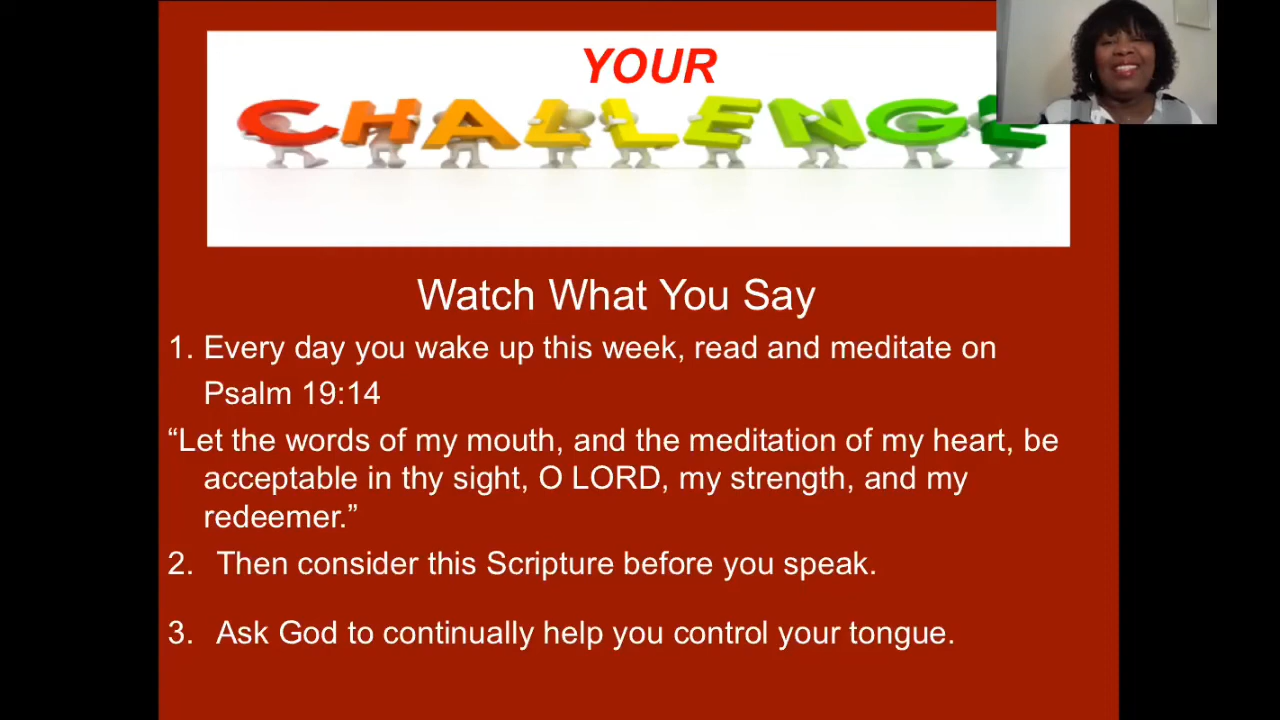 YOUR
CHALLENGE
Watch What You Say
1. Every day you wake up this week, read and meditate on
Psalm 19:14
“Let the words of my mouth, and the meditation of my heart, be
acceptable in thy sight, O LORD, my strength, and my
redeemer.”
2. Then consider this Scripture before you speak.
3. Ask God to continually help you control your tongue.